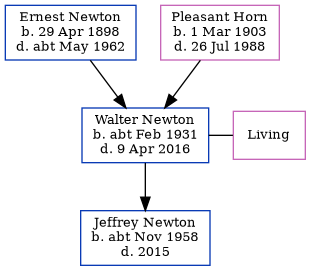 Ernest Newton
b. 29 Apr 1898
d. abt May 1962
Pleasant Horn
b. 1 Mar 1903
d. 26 Jul 1988
Walter Newton
b. abt Feb 1931
d. 9 Apr 2016
Living
Jeffrey Newton
b. abt Nov 1958
d. 2015